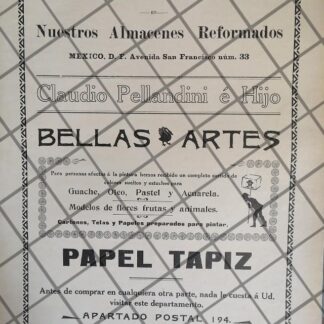 en
Nuestros Almacenes Reformados
MEXICO, D. F. Avenida San Francisco núm. 33
Claudio Pellandini é Hijo
BELLAS ARTES
Para personas afectas á la pintura hemos recibido un completo surtido de
colores sueltos y estuches para
Guache, Oleo, Pastel y Acuarela.
Modelos de flores frutas y animales.
Cartones, Telas y Papeles preparados para pintar.
PAPEL TAPIZ
Antes de comprar en cualquiera otra parte, nada le cuesta á Ud.
visitar este departamento.
APARTADO POSTAL 194.